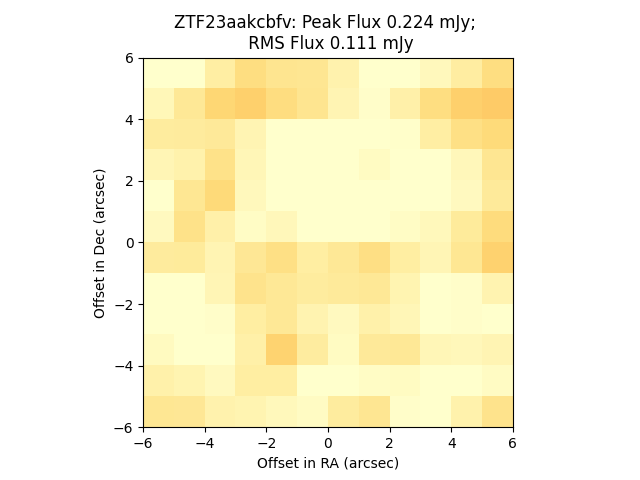 ZTF23aakcbfv: Peak Flux 0.224 mJy;
RMS Flux 0.111 mJy
6
4
2
0
−2
−4
−6
Offset in Dec (arcsec)
−6 −4 −2 0 2 4 6
Offset in RA (arcsec)